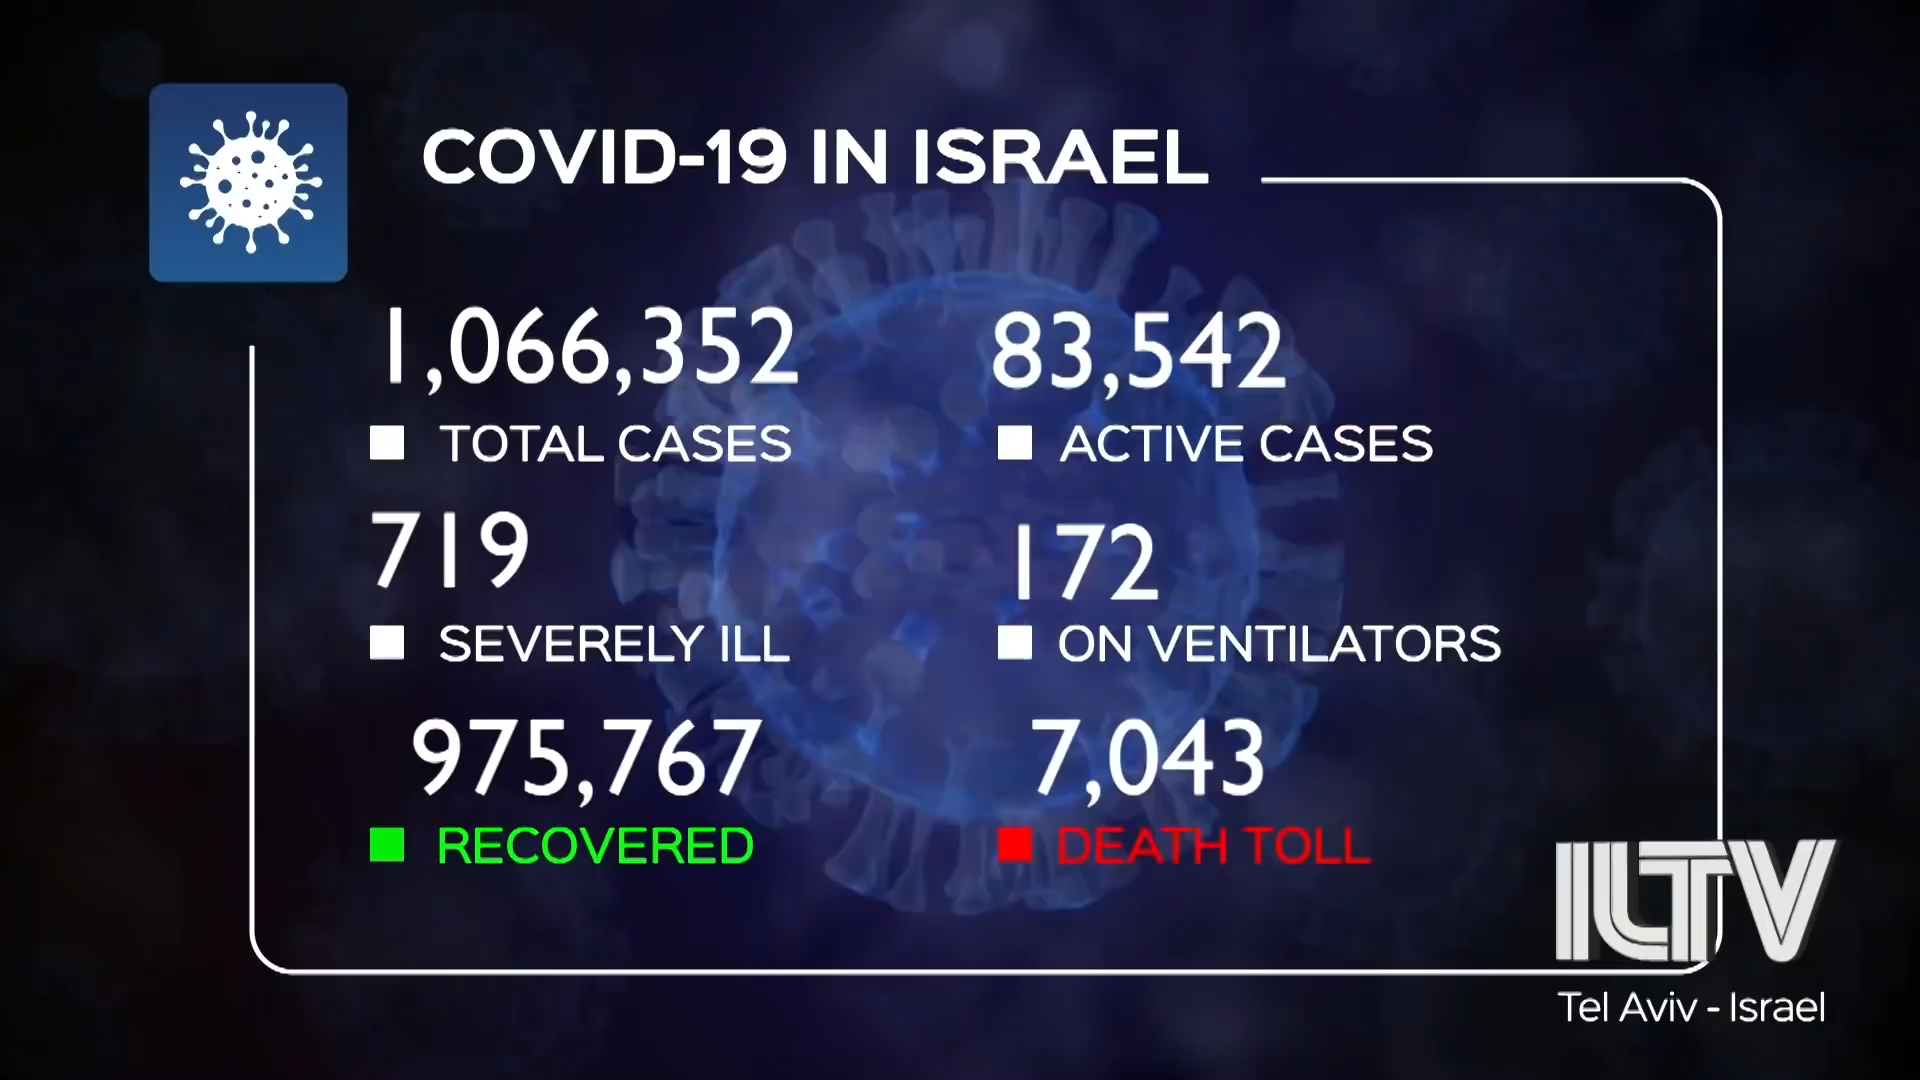 COVID-19 IN ISRAEL
1,066,352
TOTAL CASES
83,542
ACTIVE CASES
719
SEVERELY ILL
172
ON VENTILATORS
975,767
RECOVERED
7,043
DEATH TOLL
ILTV
Tel Aviv - Israel